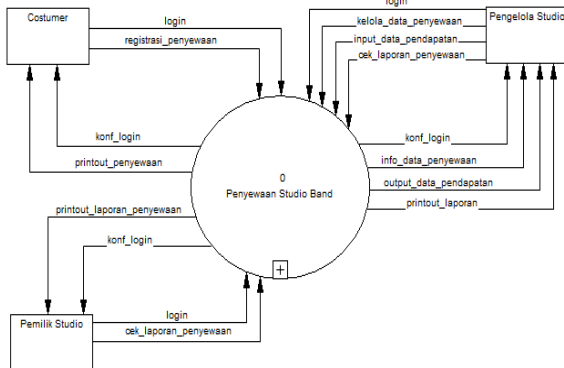 login
Costumer
login
registrasi_penyewaan
kelola_data_penyewaan
input_data_pendapatan
cek_laporan_penyewaan
Pengelola Studio
konf_login
printout_penyewaan
konf_login
info_data_penyewaan
output_data_pendapatan
printout_laporan
0
Penyewaan Studio Band
+
printout_laporan_penyewaan
konf_login
Pemilik Studio
login
cek_laporan_penyewaan